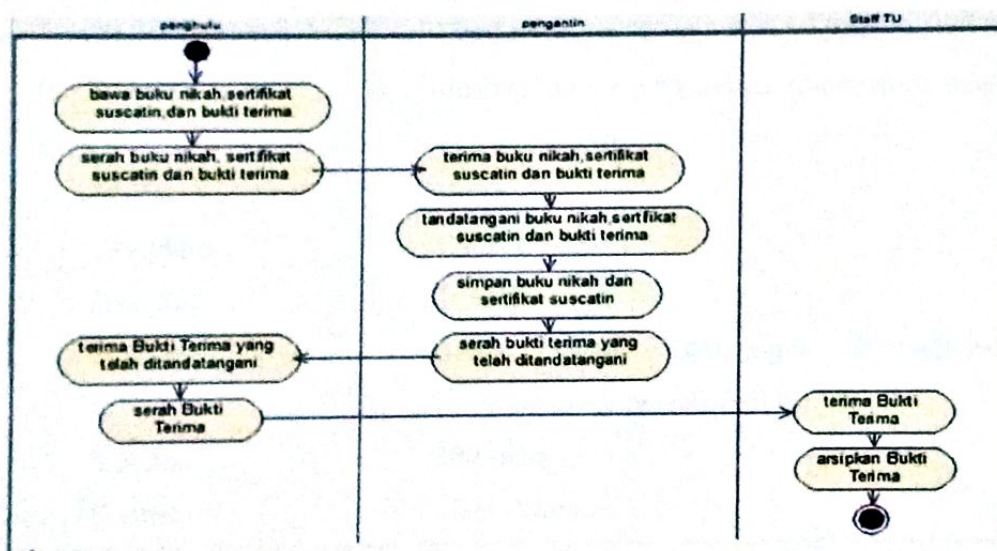 penghulu
pengantin
Staff TU
bawa buku nikah,sertifikat
suscatin,dan bukti terima
serah buku nikah, sertifikat
suscatin dan bukti terima
terima buku nikah,sertifikat
suscatin dan bukti terima
tandatangani buku nikah,sertifikat
suscatin dan bukti terima
simpan buku nikah dan
sertifikat suscatin
serah bukti terima yang
telah ditandatangani
terima Bukti Terima yang
telah ditandatangani
serah Bukti
Terima
terima Bukti
Terima
arsipkan Bukti
Terima